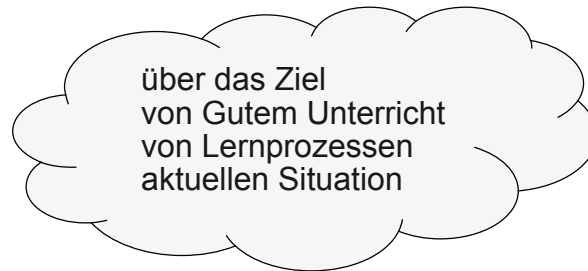 über das Ziel
von Gutem Unterricht
von Lernprozessen
aktuellen Situation